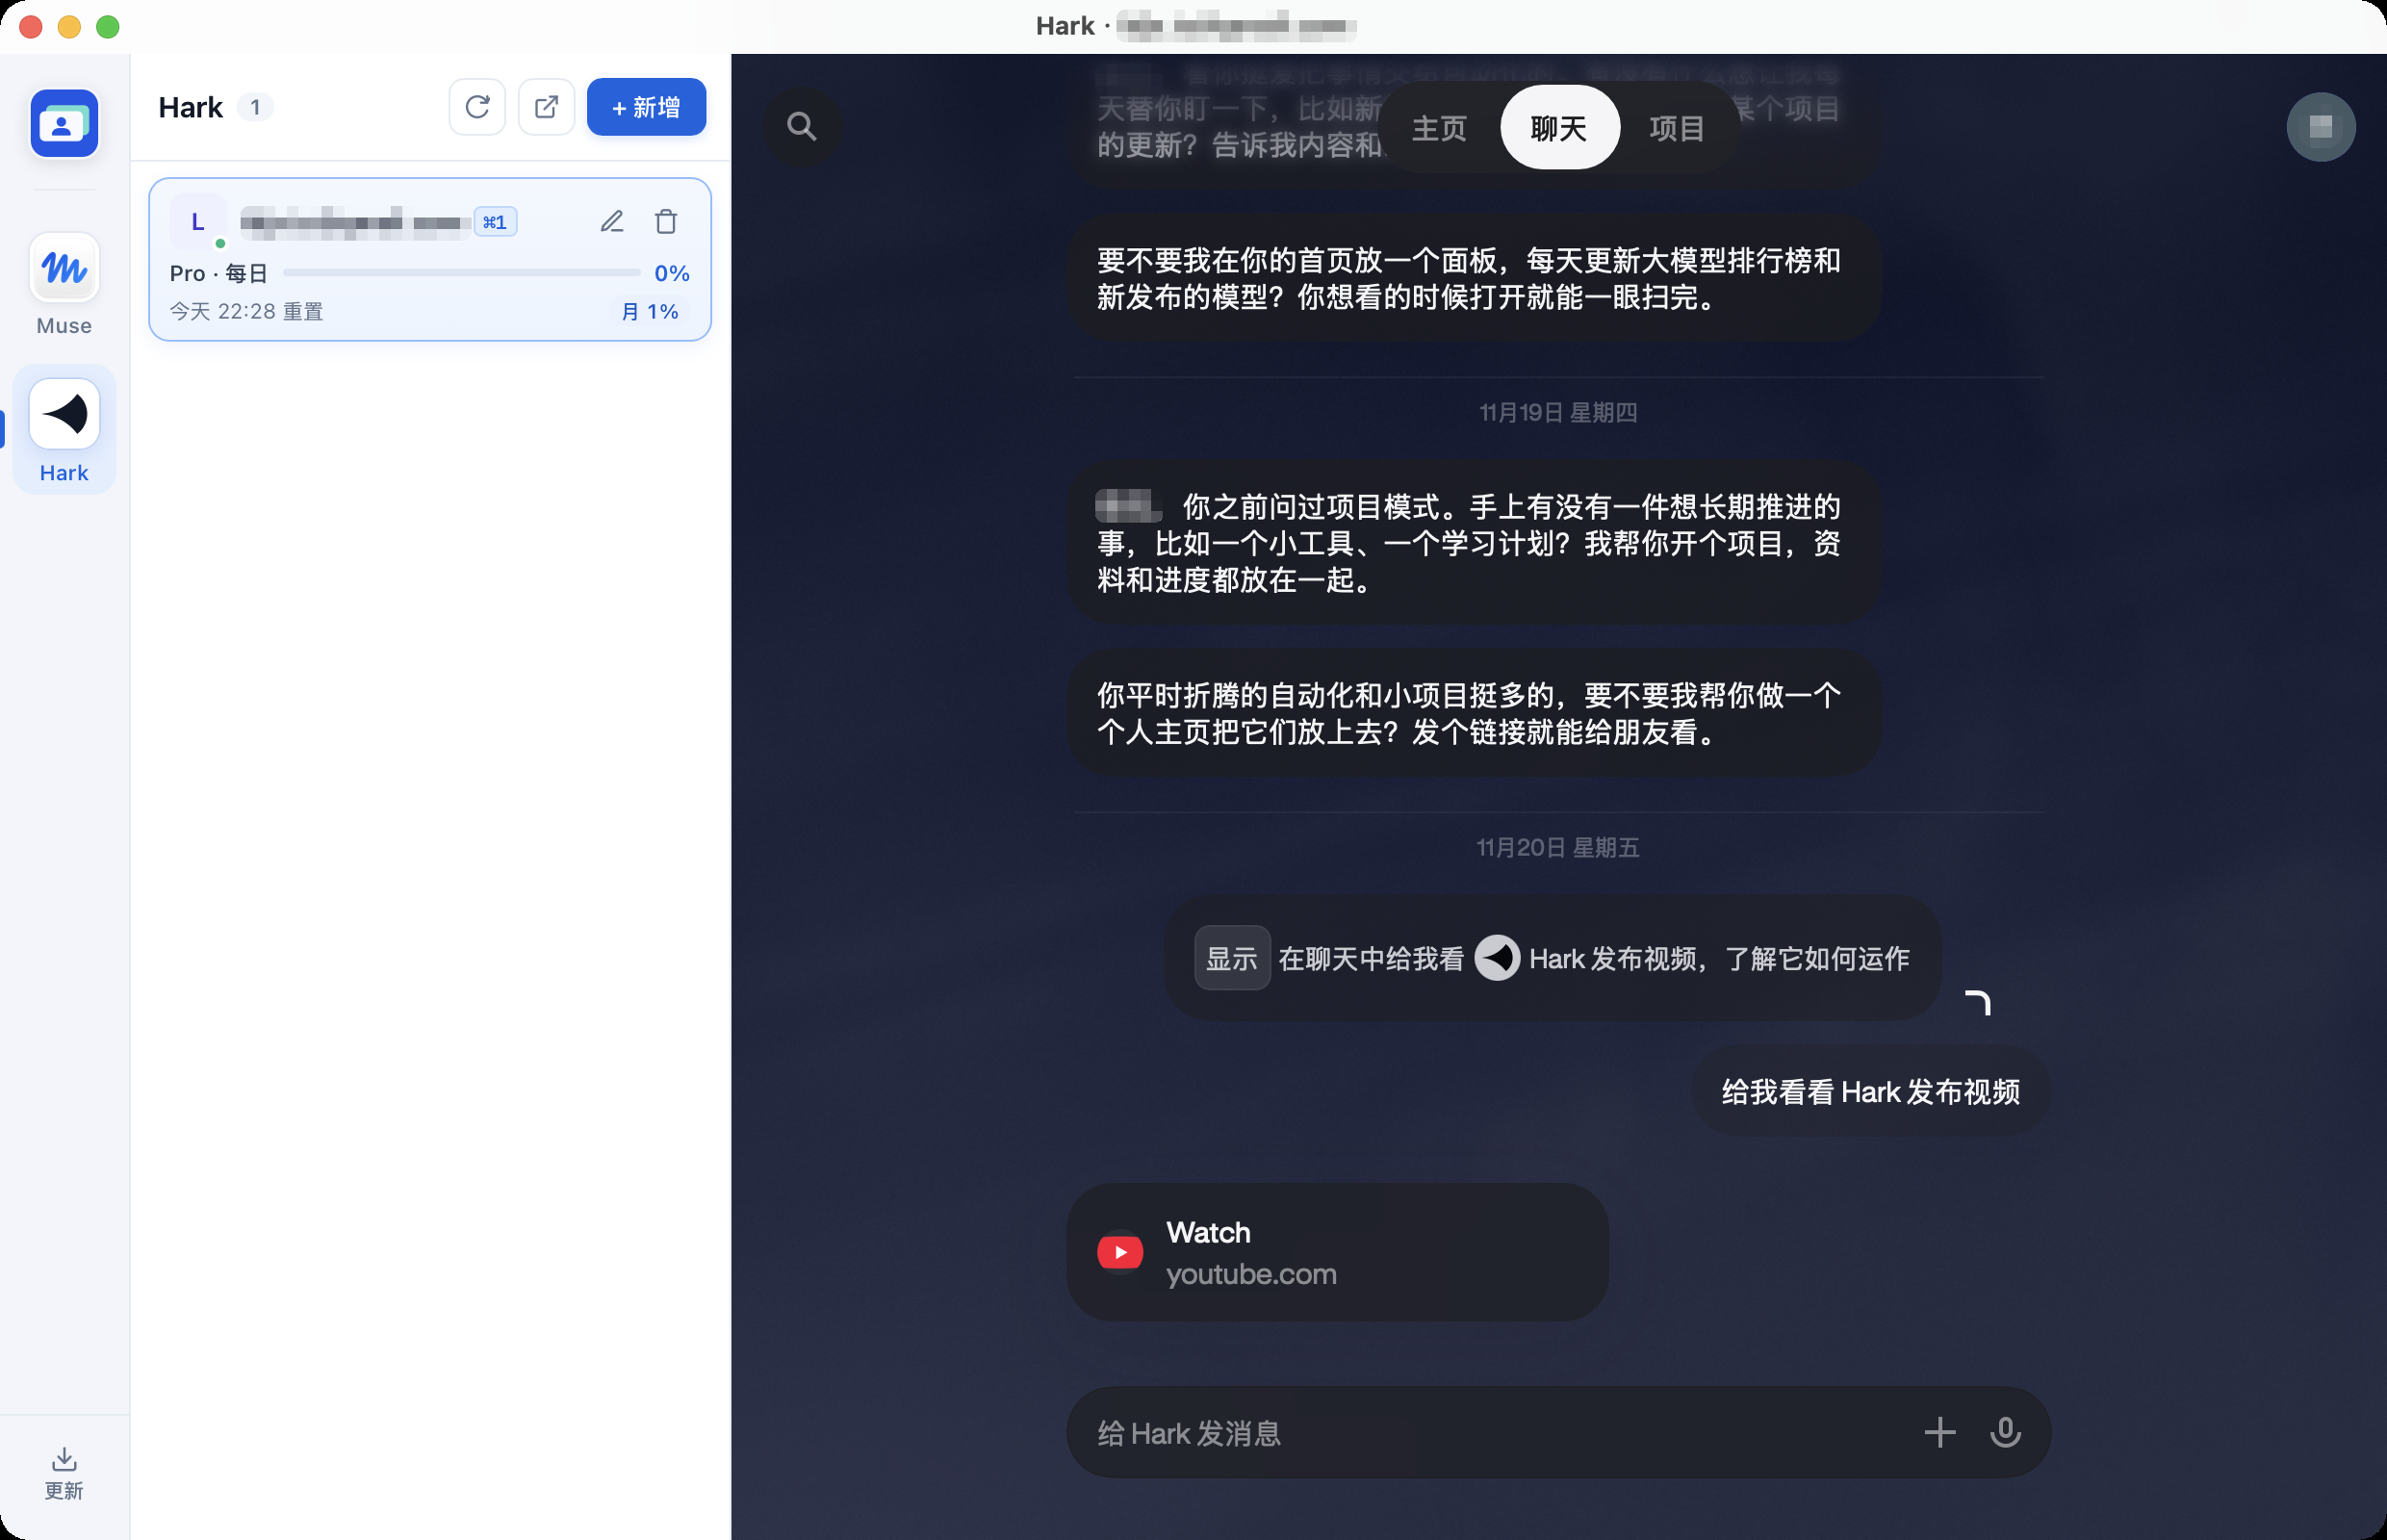 Hark ·
Hark 1
+ 新增
L ⌘1
Pro · 每日 0%
今天 22:28 重置 月 1%
Muse
Hark
更新
主页 聊天 项目
天替你盯一下，比如新
某个项目
的更新？告诉我内容和
要不要我在你的首页放一个面板，每天更新大模型排行榜和
新发布的模型？你想看的时候打开就能一眼扫完。
11月19日 星期四
你之前问过项目模式。手上有没有一件想长期推进的
事，比如一个小工具、一个学习计划？我帮你开个项目，资
料和进度都放在一起。
你平时折腾的自动化和小项目挺多的，要不要我帮你做一个
个人主页把它们放上去？发个链接就能给朋友看。
11月20日 星期五
显示 在聊天中给我看 Hark 发布视频，了解它如何运作
给我看看 Hark 发布视频
Watch
youtube.com
给 Hark 发消息